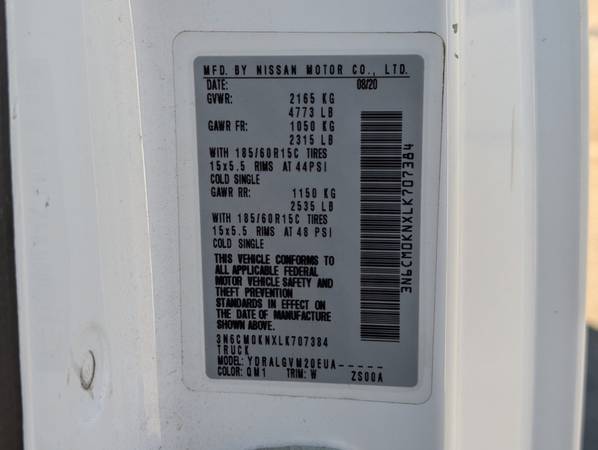 MFD. BY NISSAN MOTOR CO., LTD.
DATE: 08/20
GVWR: 2165 KG
4773 LB
GAWR FR: 1050 KG
2315 LB
WITH 185/60R15C TIRES
15x5.5 RIMS AT 44PSI
COLD SINGLE
GAWR RR: 1150 KG
2535 LB
WITH 185/60R15C TIRES
15x5.5 RIMS AT 48 PSI
COLD SINGLE
THIS VEHICLE CONFORMS TO
ALL APPLICABLE FEDERAL
MOTOR VEHICLE SAFETY AND
THEFT PREVENTION
STANDARDS IN EFFECT ON
THE DATE OF MANUFACTURE
SHOWN ABOVE.
3N6CM0KNXLK707384
TRUCK
MODEL: YDRALGVM20EUA-----
COLOR: QM1 TRIM: W ZS00A
3N6CM0KNXLK707384